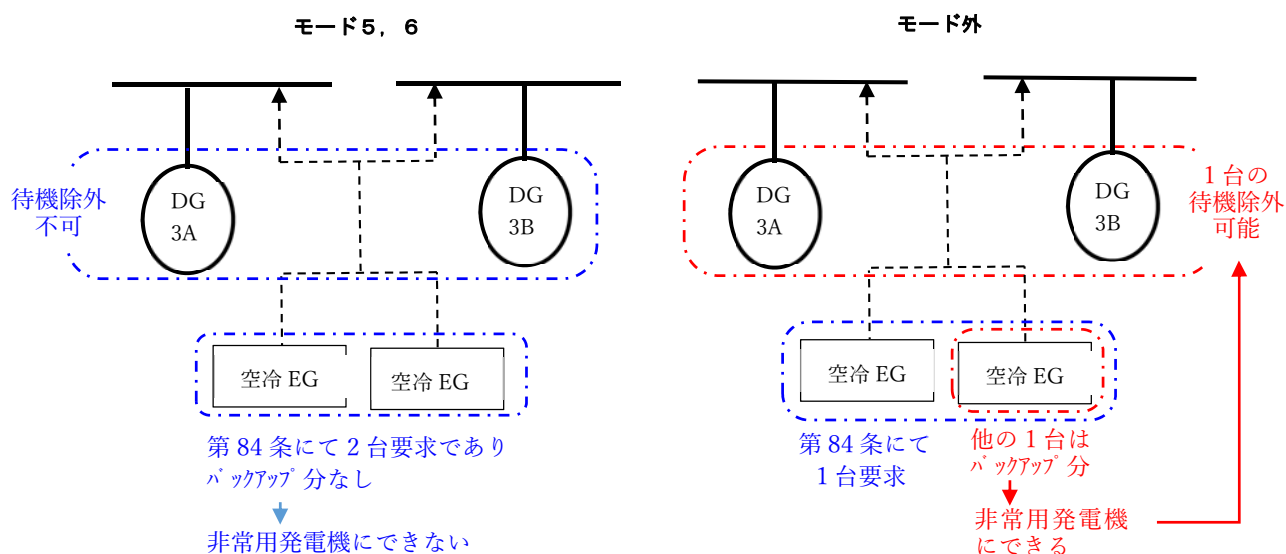 モード５，６
待機除外
不可
DG
3A
DG
3B
空冷 EG
空冷 EG
第 84 条にて 2 台要求であり
ﾊﾞｯｸｱｯﾌﾟ分なし
非常用発電機にできない
モード外
DG
3A
DG
3B
１台の
待機除外
可能
空冷 EG
空冷 EG
第 84 条にて
１台要求
他の１台は
ﾊﾞｯｸｱｯﾌﾟ分
非常用発電機
にできる